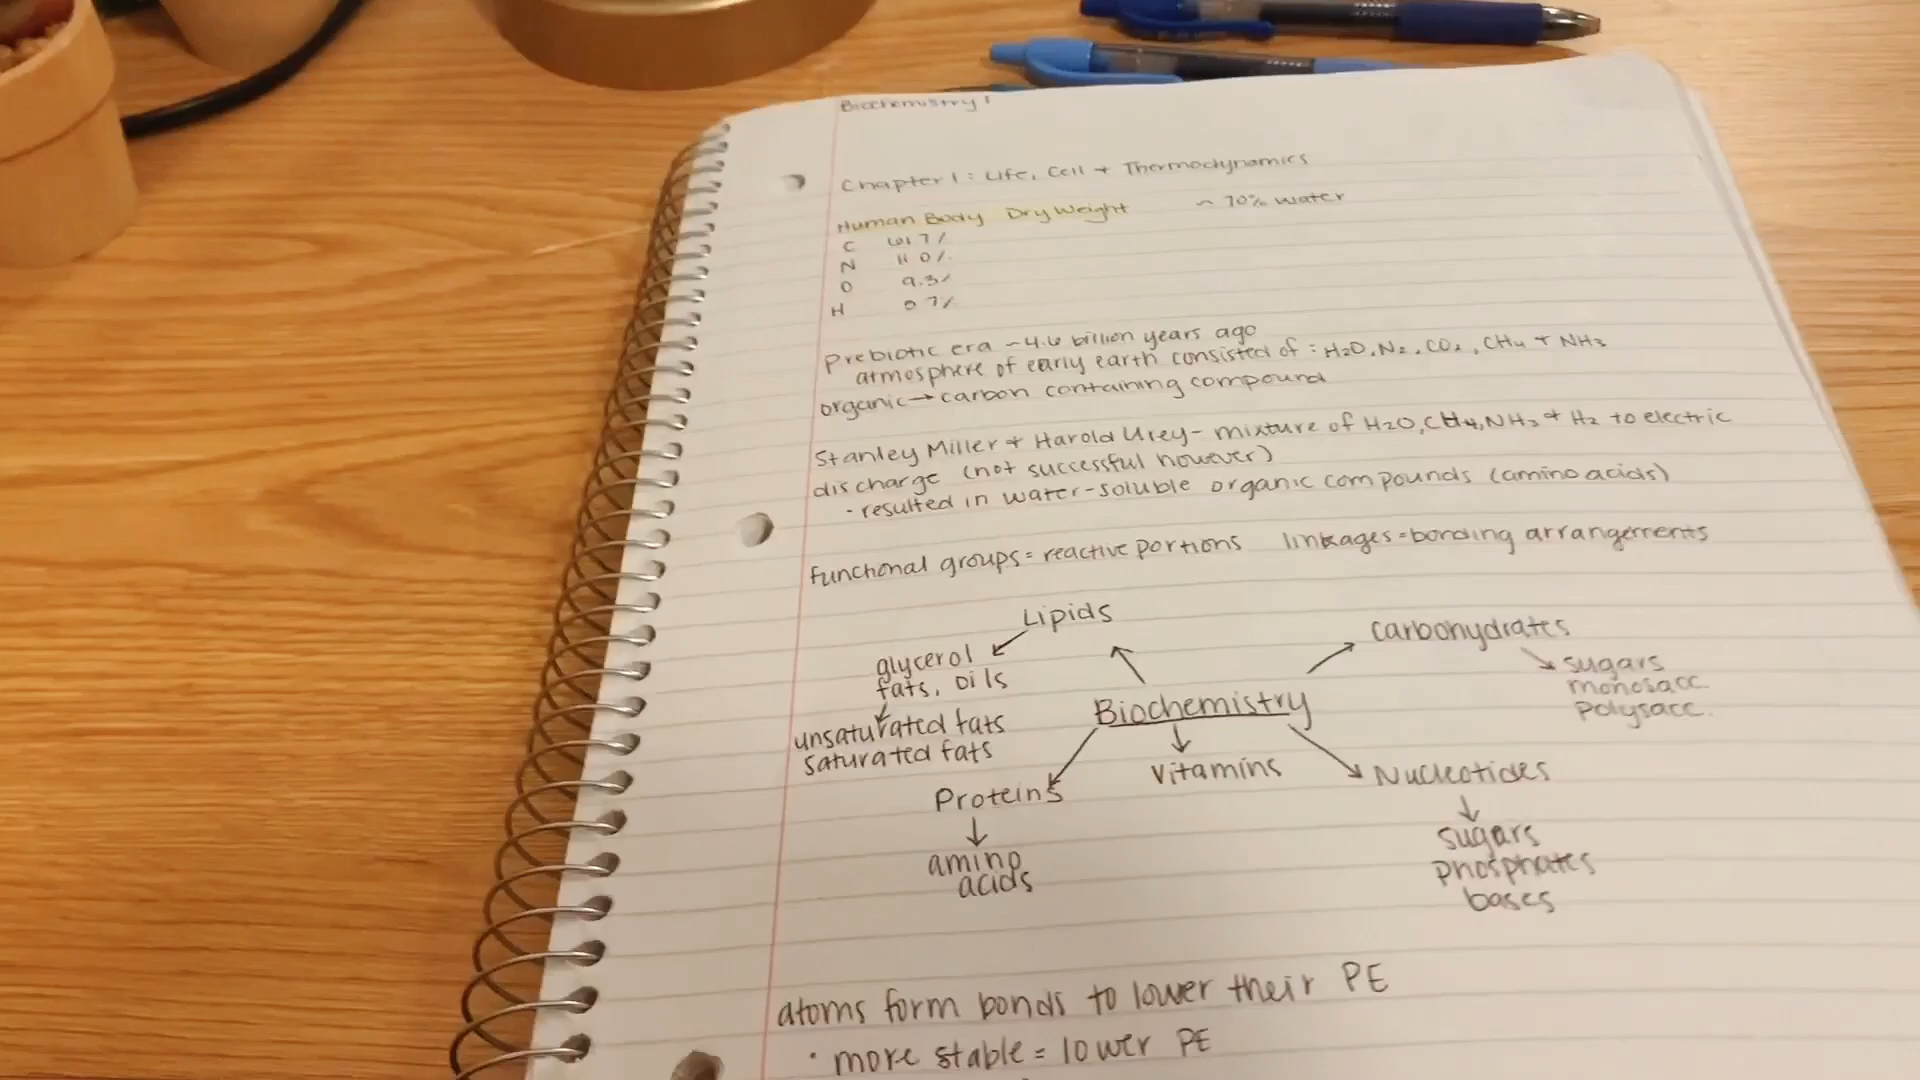 Biochemistry 1
Chapter 1: Life, Cell + Thermodynamics
Human Body Dry Weight ~ 70% water
C 61.7%
N 11.0%
O 9.3%
H 0.7%
Prebiotic era ~4.6 billion years ago
atmosphere of early earth consisted of : H2O, N2, CO2, CH4 + NH3
organic → carbon containing compound
Stanley Miller + Harold Urey - mixture of H2O, CH4, NH3 + H2 to electric
discharge (not successful however)
· resulted in water-soluble organic compounds (amino acids)
functional groups = reactive portions linkages = bonding arrangements
Lipids
glycerol
fats, oils
unsaturated fats
saturated fats
Carbohydrates
sugars
monosacc.
polysacc.
Biochemistry
Proteins
amino
acids
Vitamins
Nucleotides
sugars
phosphates
bases
atoms form bonds to lower their PE
· more stable = lower PE